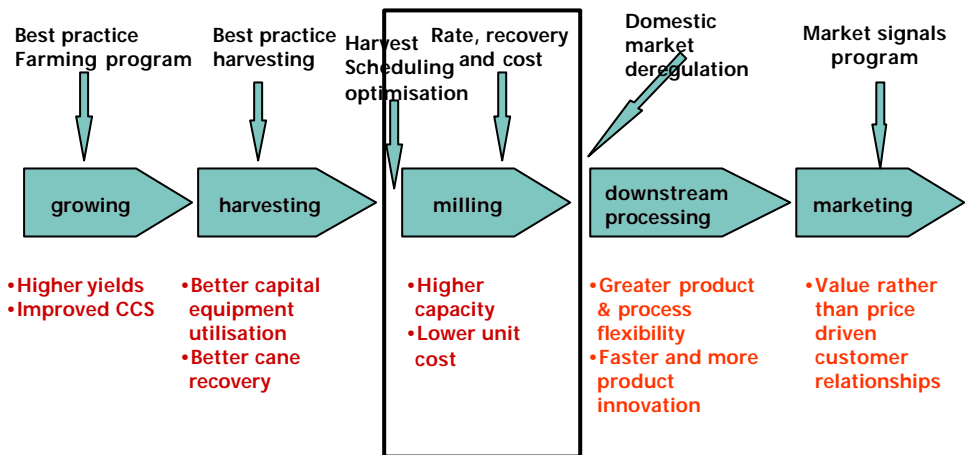 Best practice
Farming program
Best practice
harvesting
Harvest
Scheduling
optimisation
Rate, recovery
and cost
Domestic
market
deregulation
Market signals
program
growing
harvesting
milling
downstream
processing
marketing
•Higher yields
•Improved CCS
•Better capital
equipment
utilisation
•Better cane
recovery
•Higher
capacity
•Lower unit
cost
•Greater product
& process
flexibility
•Faster and more
product
innovation
•Value rather
than price
driven
customer
relationships